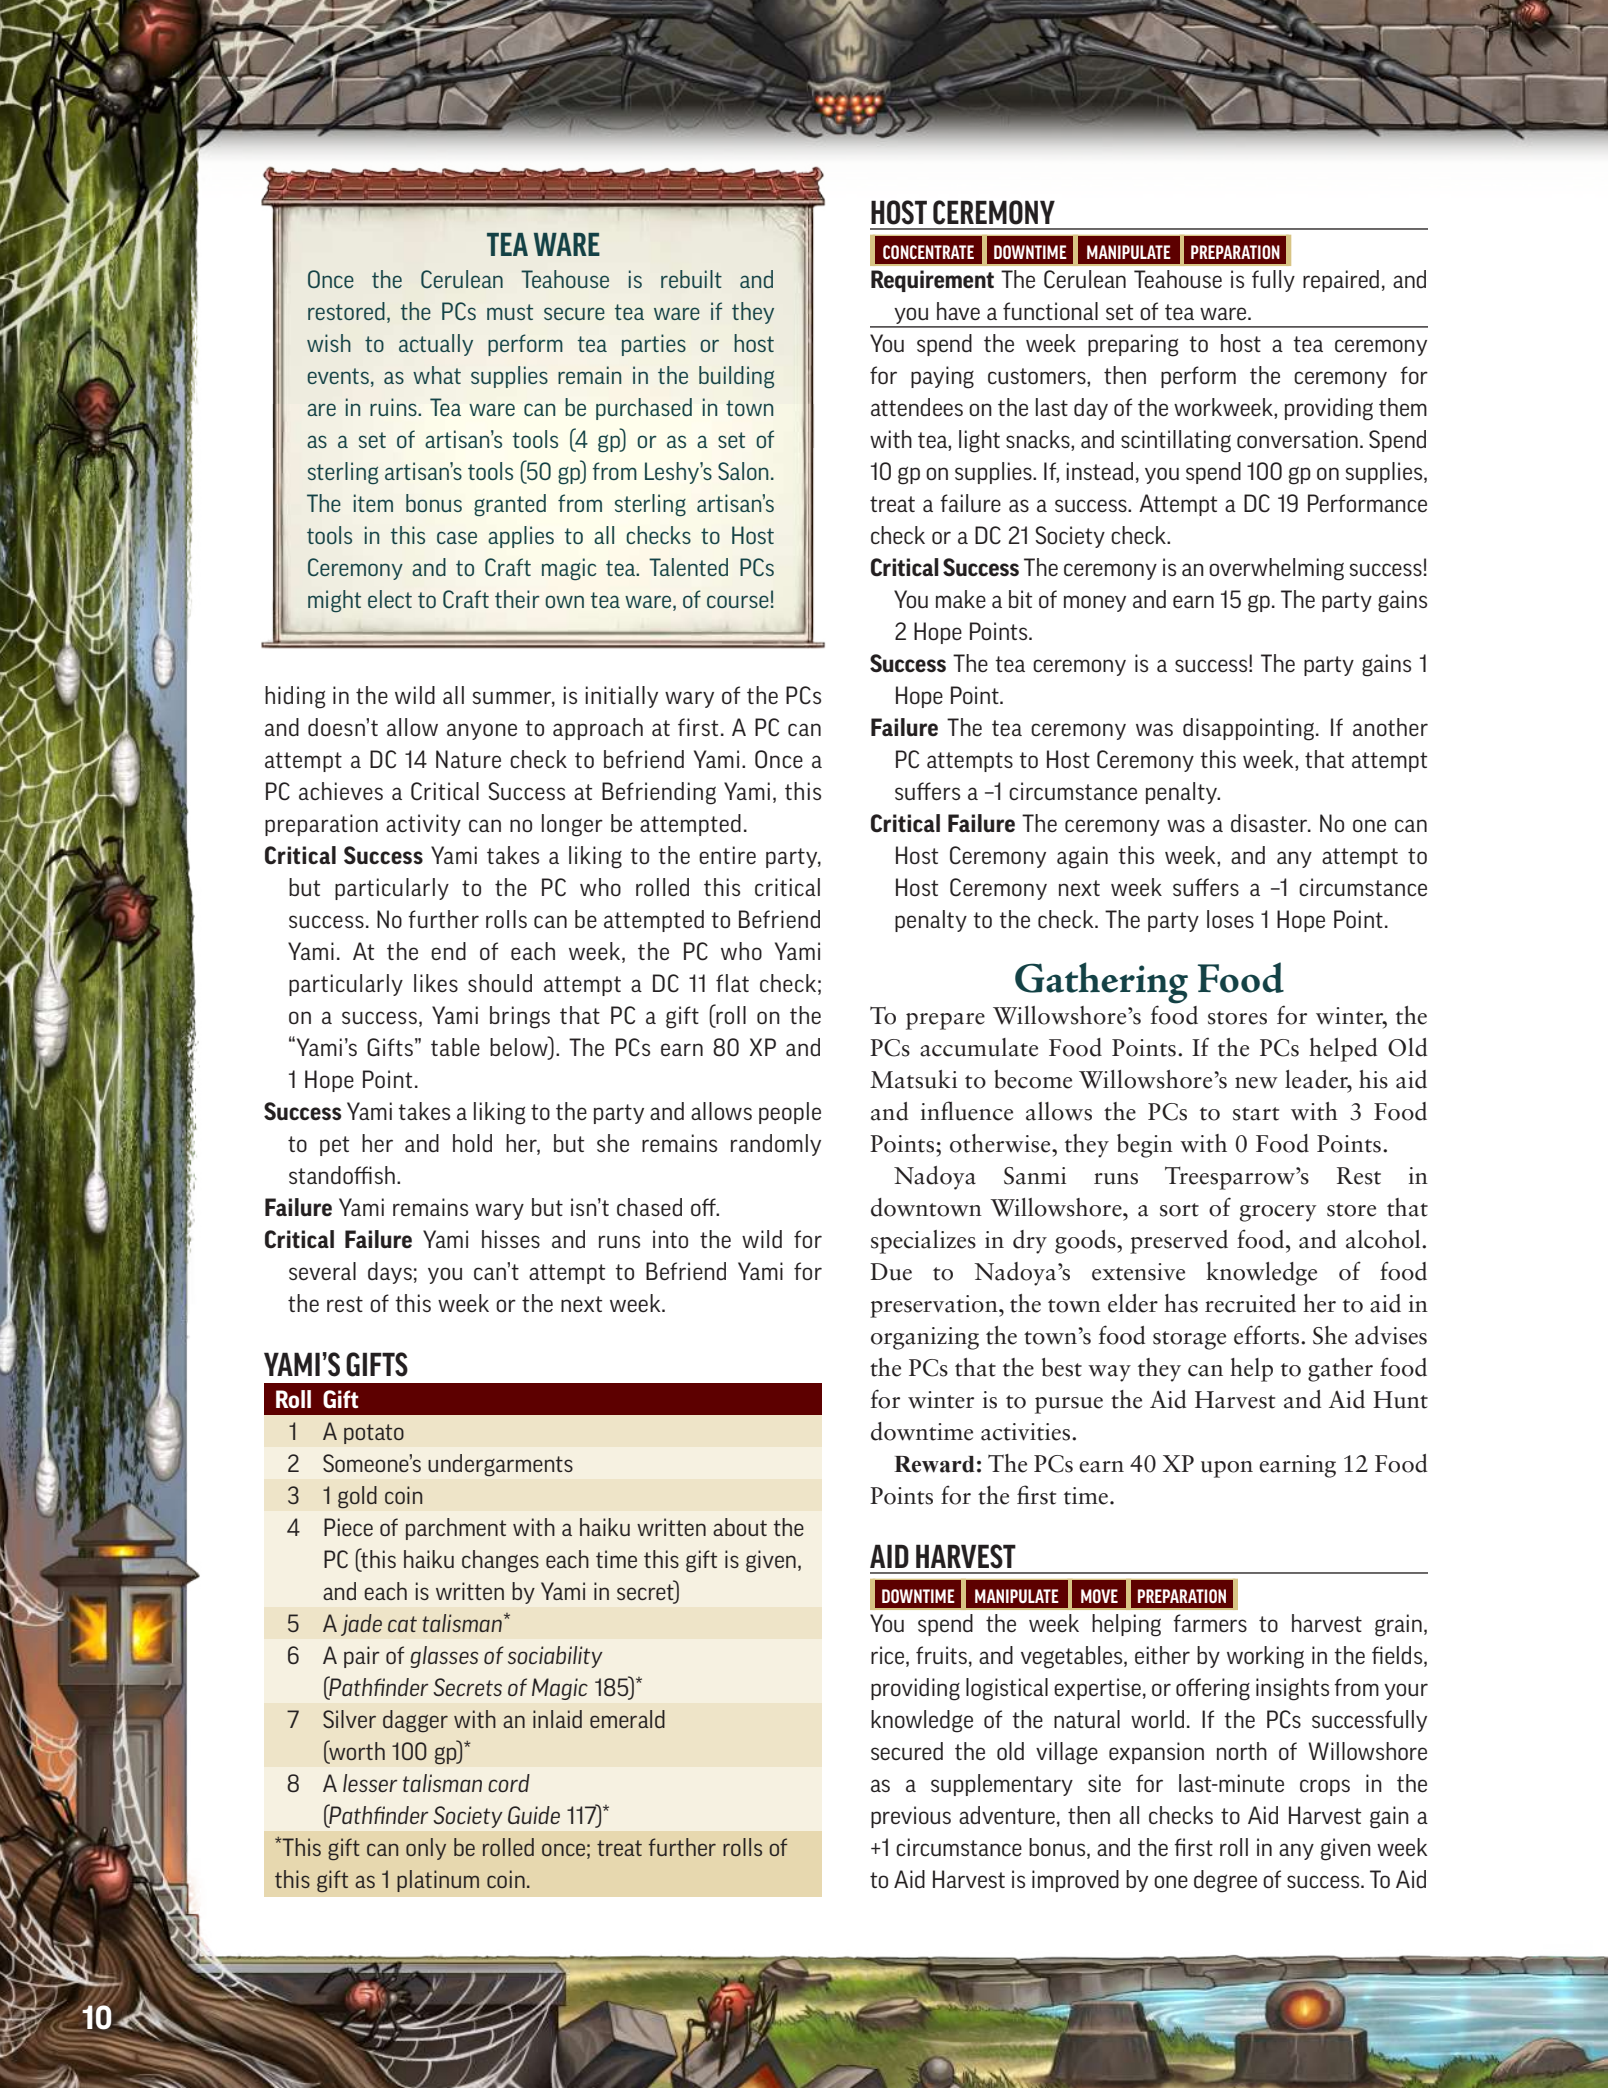 TEA WARE
Once the Cerulean Teahouse is rebuilt and
restored, the PCs must secure tea ware if they
wish to actually perform tea parties or host
events, as what supplies remain in the building
are in ruins. Tea ware can be purchased in town
as a set of artisan's tools (4 gp) or as a set of
sterling artisan's tools (50 gp) from Leshy's Salon.
The item bonus granted from sterling artisan's
tools in this case applies to all checks to Host
Ceremony and to Craft magic tea. Talented PCs
might elect to Craft their own tea ware, of course!
hiding in the wild all summer, is initially wary of the PCs
and doesn't allow anyone to approach at first. A PC can
attempt a DC 14 Nature check to befriend Yami. Once a
PC achieves a Critical Success at Befriending Yami, this
preparation activity can no longer be attempted.
Critical Success Yami takes a liking to the entire party,
but particularly to the PC who rolled this critical
success. No further rolls can be attempted to Befriend
Yami. At the end of each week, the PC who Yami
particularly likes should attempt a DC 11 flat check;
on a success, Yami brings that PC a gift (roll on the
“Yami's Gifts” table below). The PCs earn 80 XP and
1 Hope Point.
Success Yami takes a liking to the party and allows people
to pet her and hold her, but she remains randomly
standoffish.
Failure Yami remains wary but isn't chased off.
Critical Failure Yami hisses and runs into the wild for
several days; you can't attempt to Befriend Yami for
the rest of this week or the next week.
YAMI'S GIFTS
Roll Gift
1 A potato
2 Someone's undergarments
3 1 gold coin
4 Piece of parchment with a haiku written about the
PC (this haiku changes each time this gift is given,
and each is written by Yami in secret)
5 A jade cat talisman*
6 A pair of glasses of sociability
(Pathfinder Secrets of Magic 185)*
7 Silver dagger with an inlaid emerald
(worth 100 gp)*
8 A lesser talisman cord
(Pathfinder Society Guide 117)*
*This gift can only be rolled once; treat further rolls of
this gift as 1 platinum coin.
HOST CEREMONY
CONCENTRATE DOWNTIME MANIPULATE PREPARATION
Requirement The Cerulean Teahouse is fully repaired, and
you have a functional set of tea ware.
You spend the week preparing to host a tea ceremony
for paying customers, then perform the ceremony for
attendees on the last day of the workweek, providing them
with tea, light snacks, and scintillating conversation. Spend
10 gp on supplies. If, instead, you spend 100 gp on supplies,
treat a failure as a success. Attempt a DC 19 Performance
check or a DC 21 Society check.
Critical Success The ceremony is an overwhelming success!
You make a bit of money and earn 15 gp. The party gains
2 Hope Points.
Success The tea ceremony is a success! The party gains 1
Hope Point.
Failure The tea ceremony was disappointing. If another
PC attempts to Host Ceremony this week, that attempt
suffers a –1 circumstance penalty.
Critical Failure The ceremony was a disaster. No one can
Host Ceremony again this week, and any attempt to
Host Ceremony next week suffers a –1 circumstance
penalty to the check. The party loses 1 Hope Point.
Gathering Food
To prepare Willowshore's food stores for winter, the
PCs accumulate Food Points. If the PCs helped Old
Matsuki to become Willowshore's new leader, his aid
and influence allows the PCs to start with 3 Food
Points; otherwise, they begin with 0 Food Points.
Nadoya Sanmi runs Treesparrow's Rest in
downtown Willowshore, a sort of grocery store that
specializes in dry goods, preserved food, and alcohol.
Due to Nadoya's extensive knowledge of food
preservation, the town elder has recruited her to aid in
organizing the town's food storage efforts. She advises
the PCs that the best way they can help to gather food
for winter is to pursue the Aid Harvest and Aid Hunt
downtime activities.
Reward: The PCs earn 40 XP upon earning 12 Food
Points for the first time.
AID HARVEST
DOWNTIME MANIPULATE MOVE PREPARATION
You spend the week helping farmers to harvest grain,
rice, fruits, and vegetables, either by working in the fields,
providing logistical expertise, or offering insights from your
knowledge of the natural world. If the PCs successfully
secured the old village expansion north of Willowshore
as a supplementary site for last-minute crops in the
previous adventure, then all checks to Aid Harvest gain a
+1 circumstance bonus, and the first roll in any given week
to Aid Harvest is improved by one degree of success. To Aid
10